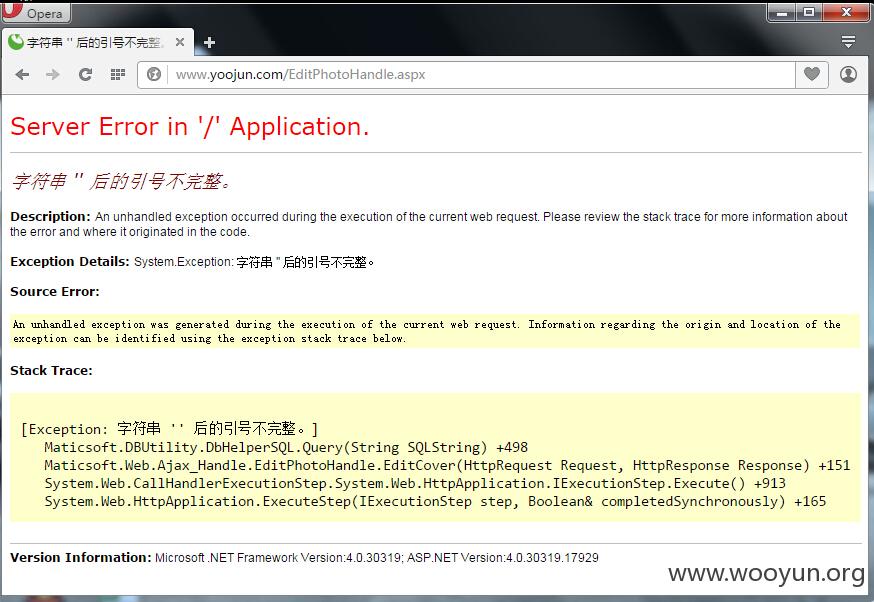 Opera
字符串 '' 后的引号不完整。
www.yoojun.com/EditPhotoHandle.aspx
Server Error in '/' Application.
字符串 '' 后的引号不完整。
Description: An unhandled exception occurred during the execution of the current web request. Please review the stack trace for more information about
the error and where it originated in the code.
Exception Details: System.Exception: 字符串 '' 后的引号不完整。
Source Error:
An unhandled exception was generated during the execution of the current web request. Information regarding the origin and location of the
exception can be identified using the exception stack trace below.
Stack Trace:
[Exception: 字符串 '' 后的引号不完整。]
Maticsoft.DBUtility.DbHelperSQL.Query(String SQLString) +498
Maticsoft.Web.Ajax_Handle.EditPhotoHandle.EditCover(HttpRequest Request, HttpResponse Response) +151
System.Web.CallHandlerExecutionStep.System.Web.HttpApplication.IExecutionStep.Execute() +913
System.Web.HttpApplication.ExecuteStep(IExecutionStep step, Boolean& completedSynchronously) +165
Version Information: Microsoft .NET Framework Version:4.0.30319; ASP.NET Version:4.0.30319.17929
www.wooyun.org